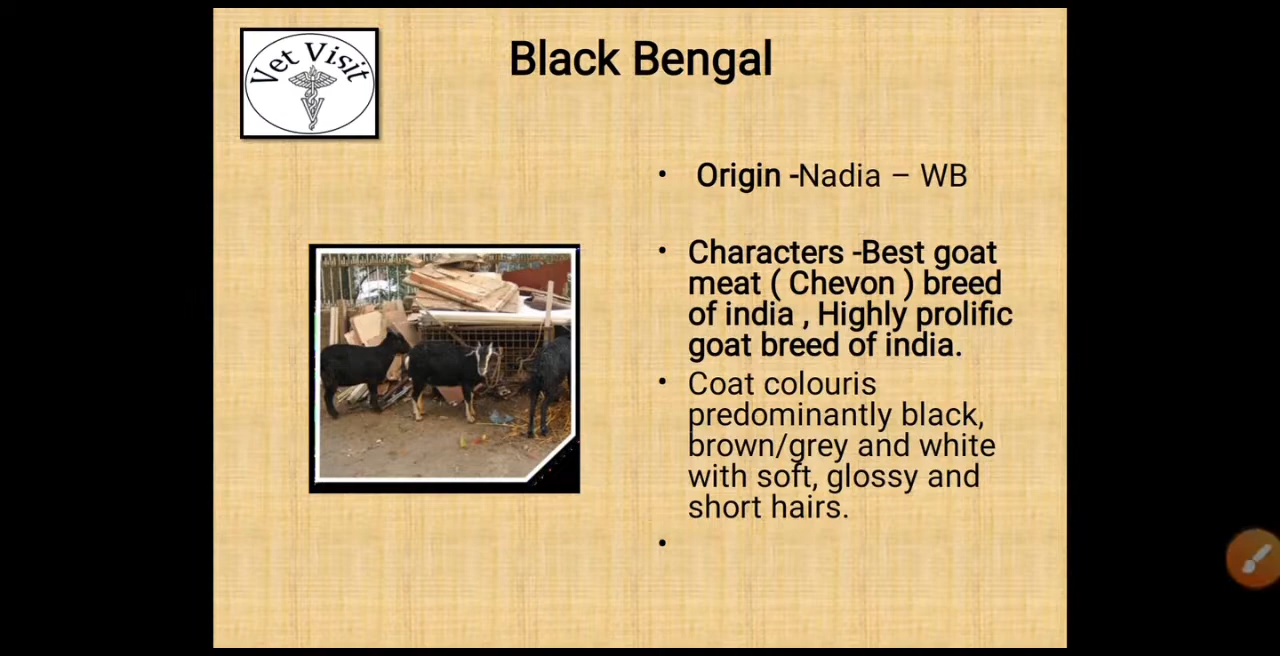 Vet Visit
Black Bengal
• Origin -Nadia – WB
• Characters -Best goat
meat ( Chevon ) breed
of india , Highly prolific
goat breed of india.
• Coat colouris
predominantly black,
brown/grey and white
with soft, glossy and
short hairs.
•